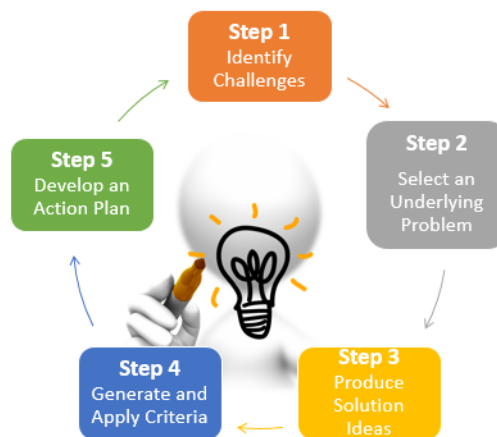 Step 1
Identify
Challenges
Step 2
Select an
Underlying
Problem
Step 3
Produce
Solution
Ideas
Step 4
Generate and
Apply Criteria
Step 5
Develop an
Action Plan